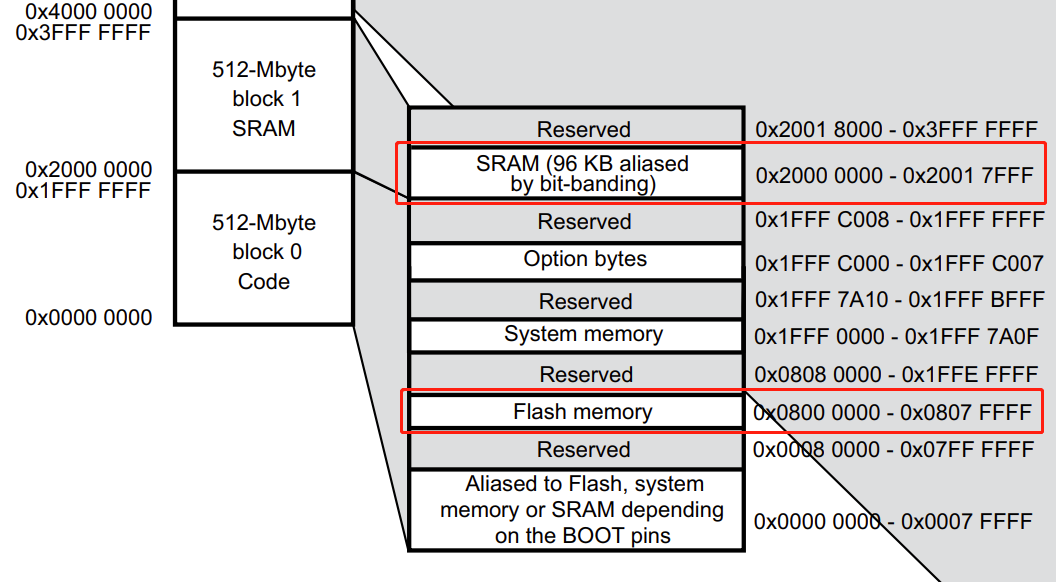 0x4000 0000
0x3FFF FFFF
512-Mbyte
block 1
SRAM
0x2000 0000
0x1FFF FFFF
512-Mbyte
block 0
Code
0x0000 0000
Reserved 0x2001 8000 - 0x3FFF FFFF
SRAM (96 KB aliased
by bit-banding)
0x2000 0000 - 0x2001 7FFF
Reserved 0x1FFF C008 - 0x1FFF FFFF
Option bytes 0x1FFF C000 - 0x1FFF C007
Reserved 0x1FFF 7A10 - 0x1FFF BFFF
System memory 0x1FFF 0000 - 0x1FFF 7A0F
Reserved 0x0808 0000 - 0x1FFE FFFF
Flash memory 0x0800 0000 - 0x0807 FFFF
Reserved 0x0008 0000 - 0x07FF FFFF
Aliased to Flash, system
memory or SRAM depending
on the BOOT pins
0x0000 0000 - 0x0007 FFFF